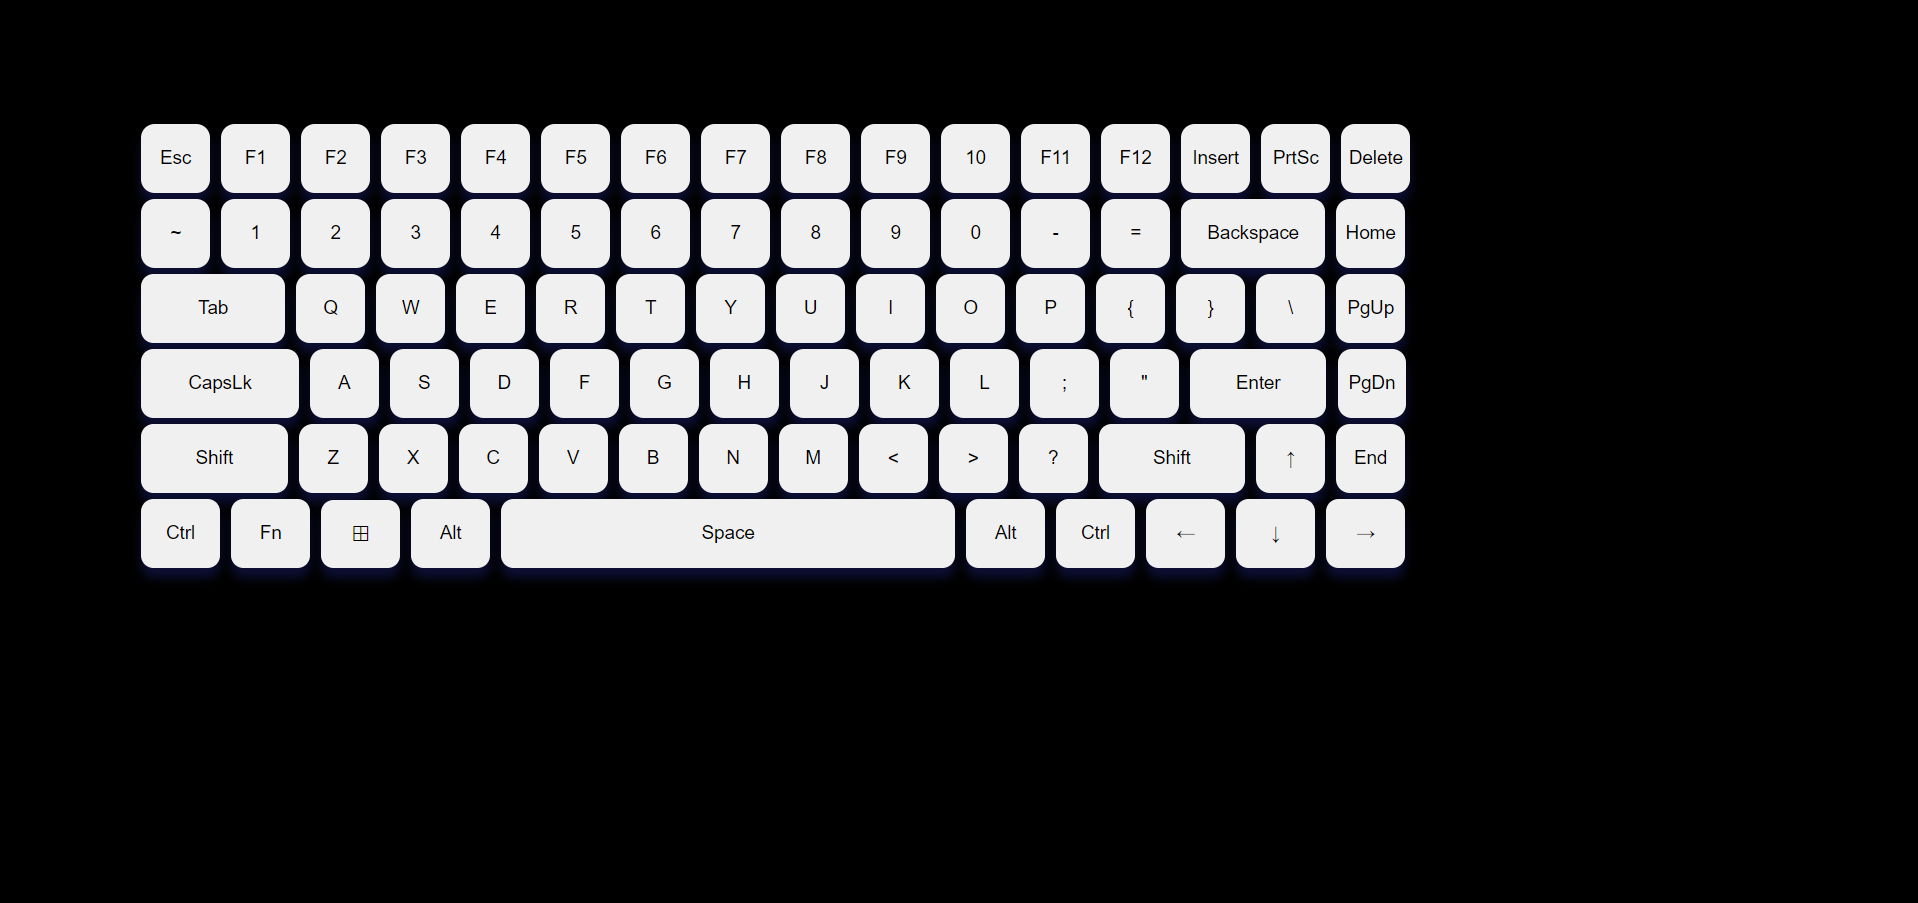 Esc F1 F2 F3 F4 F5 F6 F7 F8 F9 10 F11 F12 Insert PrtSc Delete
~ 1 2 3 4 5 6 7 8 9 0 - = Backspace Home
Tab Q W E R T Y U I O P { } \ PgUp
CapsLk A S D F G H J K L ; " Enter PgDn
Shift Z X C V B N M < > ? Shift ↑ End
Ctrl Fn ⊞ Alt Space Alt Ctrl ← ↓ →